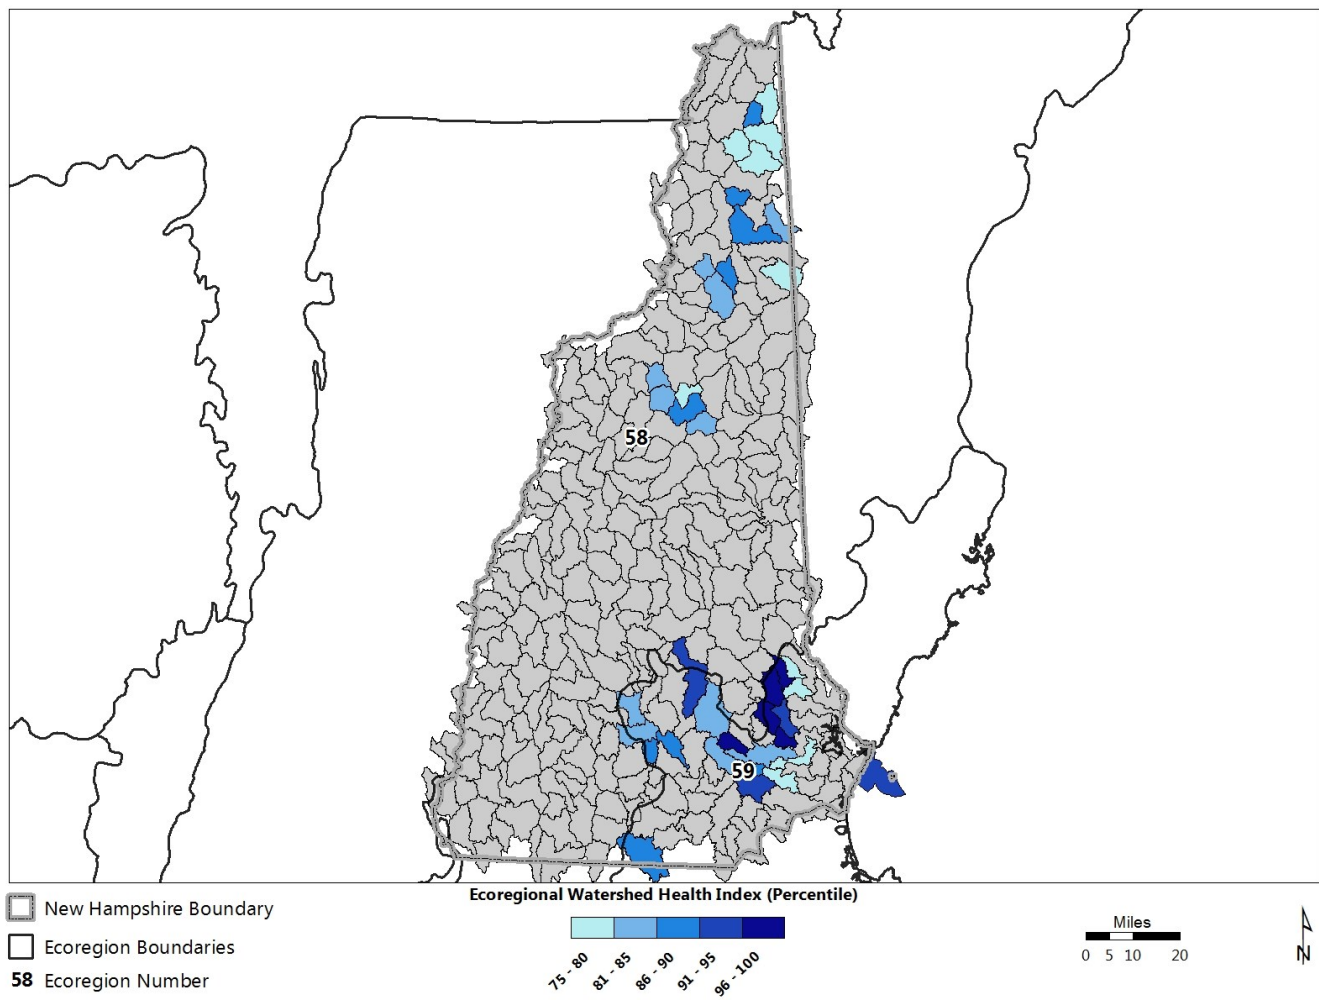 58
59
Ecoregional Watershed Health Index (Percentile)
New Hampshire Boundary
Ecoregion Boundaries
58 Ecoregion Number
75 - 80
81 - 85
86 - 90
91 - 95
96 - 100
Miles
0 5 10 20
N